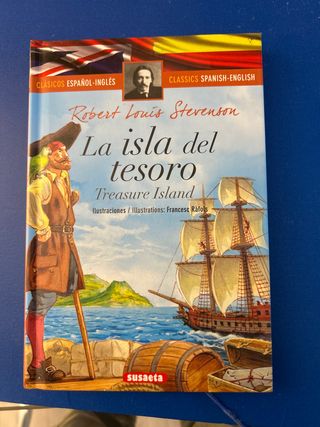 CLÁSICOS ESPAÑOL-INGLÉS
CLASSICS SPANISH-ENGLISH
Robert Louis Stevenson
La isla del
tesoro
Treasure Island
Ilustraciones / Illustrations: Francesc Ràfols
susaeta